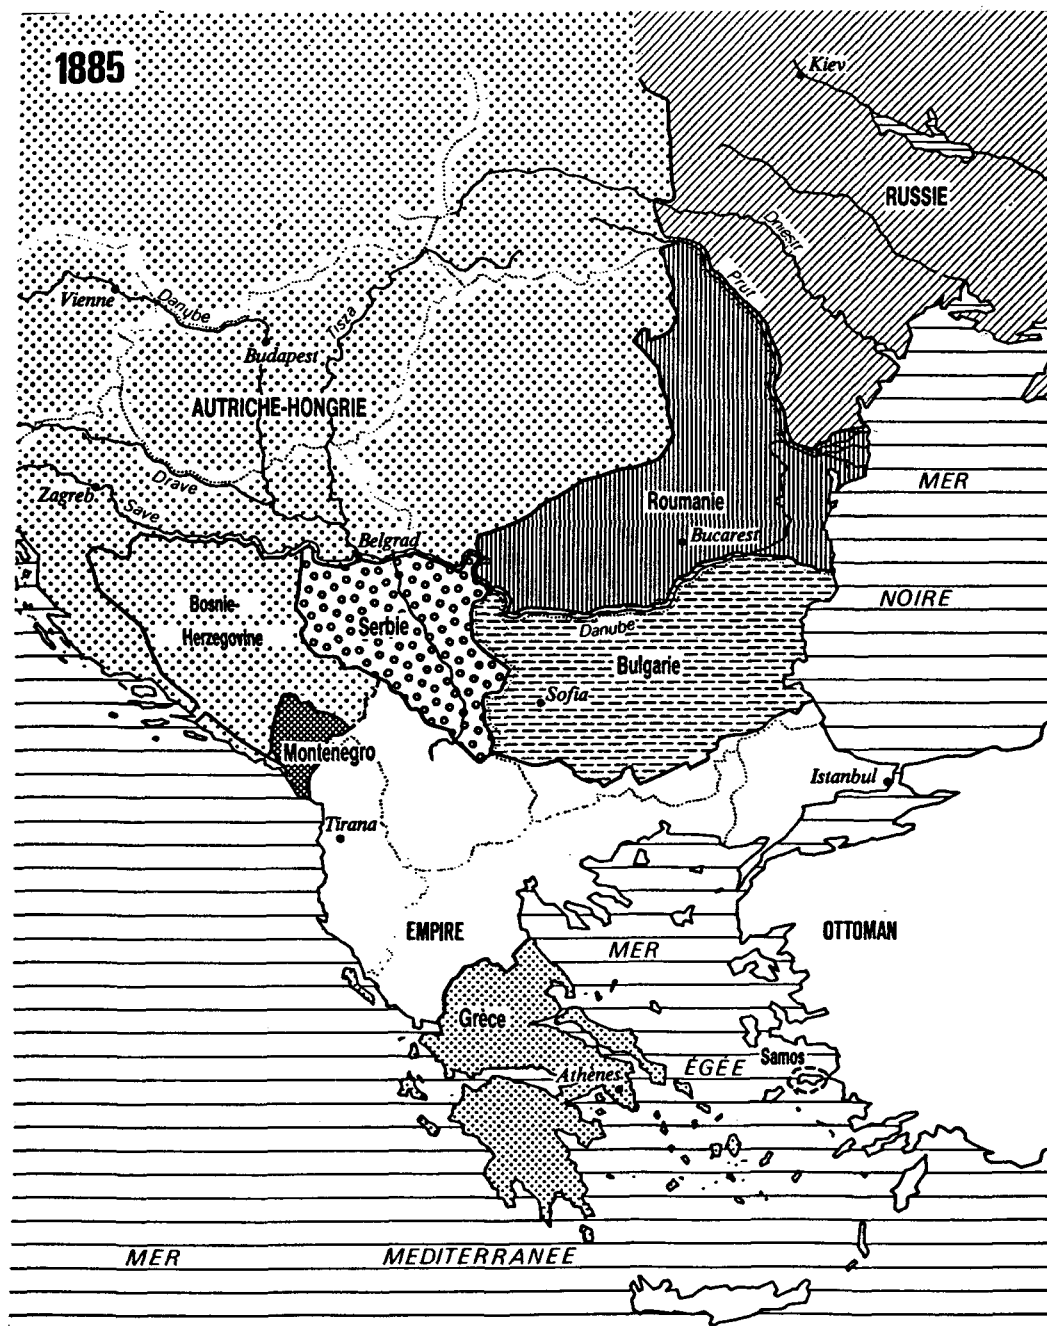 1885
Kiev
RUSSIE
Dniestr
Prut
Vienne
Danube
Tisza
Budapest
AUTRICHE-HONGRIE
Drave
Zagreb
Save
Belgrad
Roumanie
Bucarest
MER
NOIRE
Bosnie-
Herzegovine
Serbie
Danube
Bulgarie
Sofia
Montenegro
Istanbul
Tirana
EMPIRE
OTTOMAN
MER
ÉGÉE
Grèce
Samos
Athènes
MER MEDITERRANEE